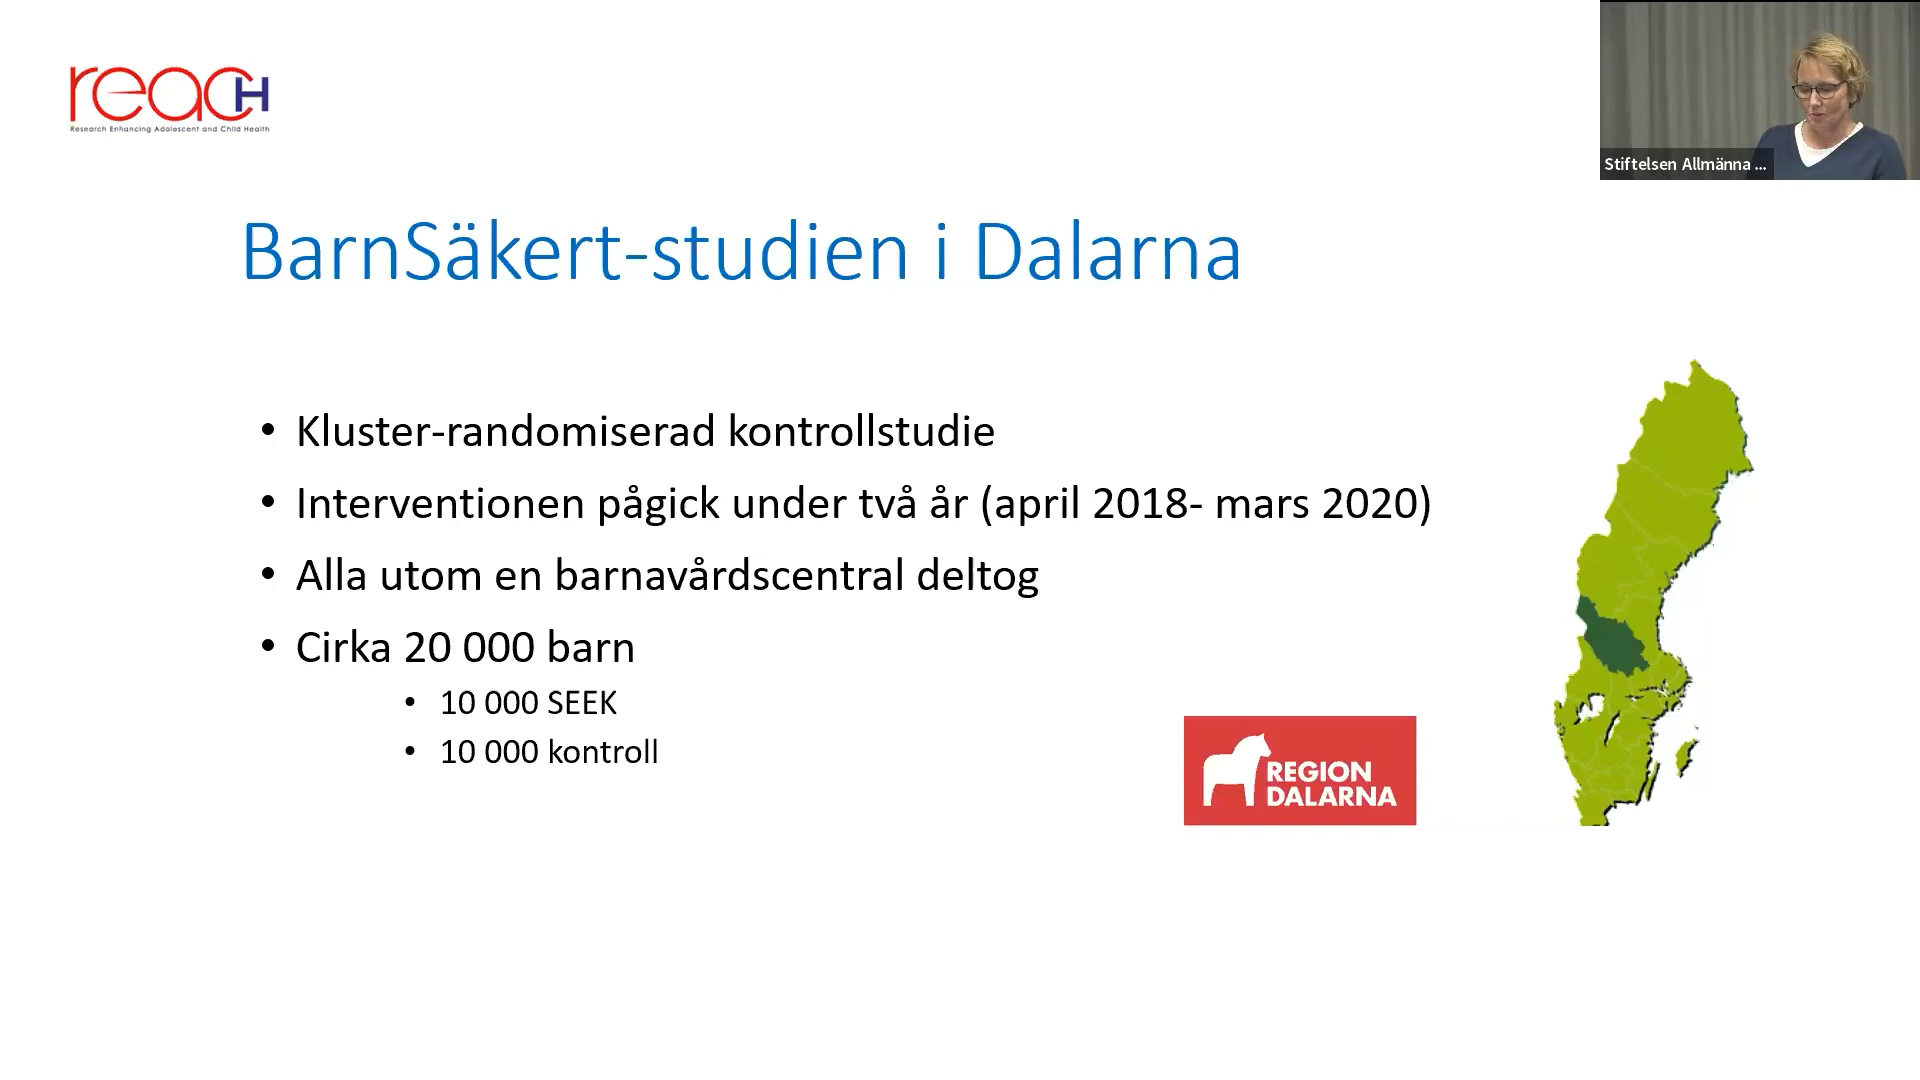 reacH
Research Enhancing Adolescent and Child Health
Stiftelsen Allmänna ...
BarnSäkert-studien i Dalarna
• Kluster-randomiserad kontrollstudie
• Interventionen pågick under två år (april 2018- mars 2020)
• Alla utom en barnavårdscentral deltog
• Cirka 20 000 barn
• 10 000 SEEK
• 10 000 kontroll
REGION
DALARNA